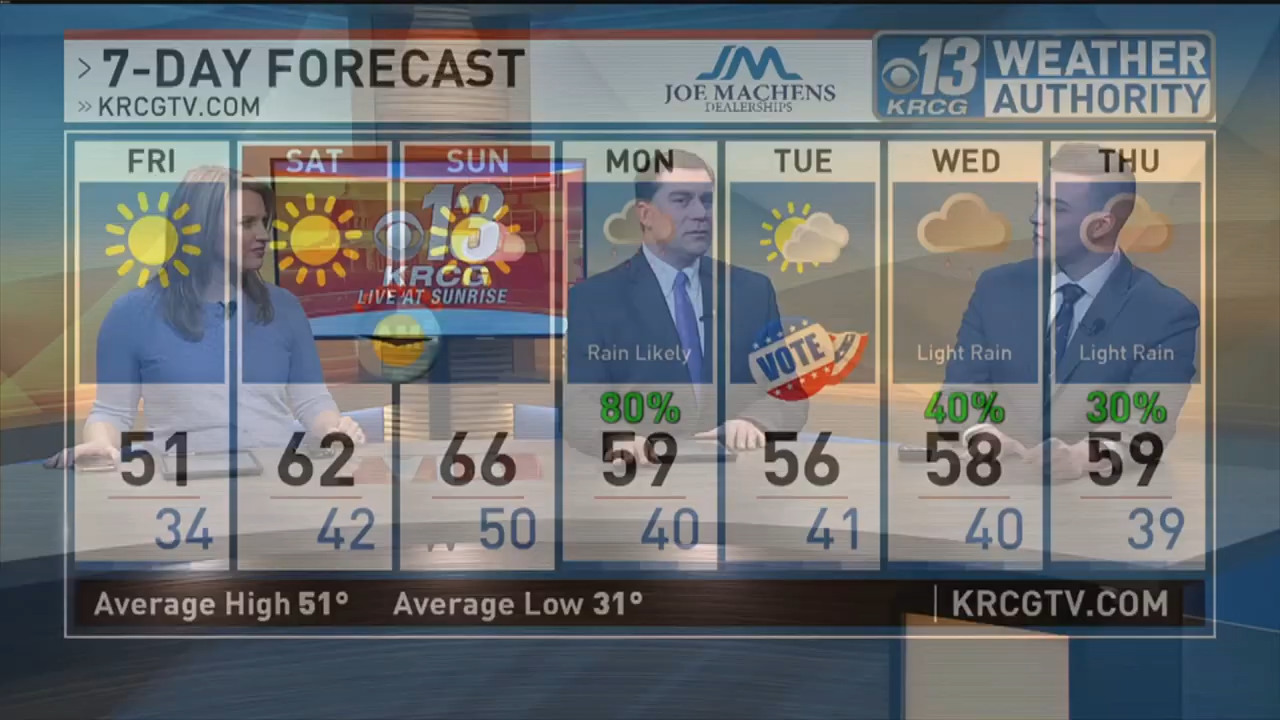 > 7-DAY FORECAST
» KRCGTV.COM
JM
JOE MACHENS
DEALERSHIPS
13
KRCG
WEATHER
AUTHORITY
FRI SAT SUN MON TUE WED THU
13
KRCG
LIVE AT SUNRISE
Rain Likely
VOTE
Light Rain
Light Rain
80% 40% 30%
51 62 66 59 56 58 59
34 42 50 40 41 40 39
Average High 51° Average Low 31° | KRCGTV.COM